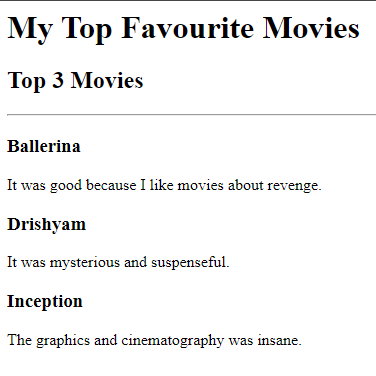 My Top Favourite Movies
Top 3 Movies
Ballerina
It was good because I like movies about revenge.
Drishyam
It was mysterious and suspenseful.
Inception
The graphics and cinematography was insane.